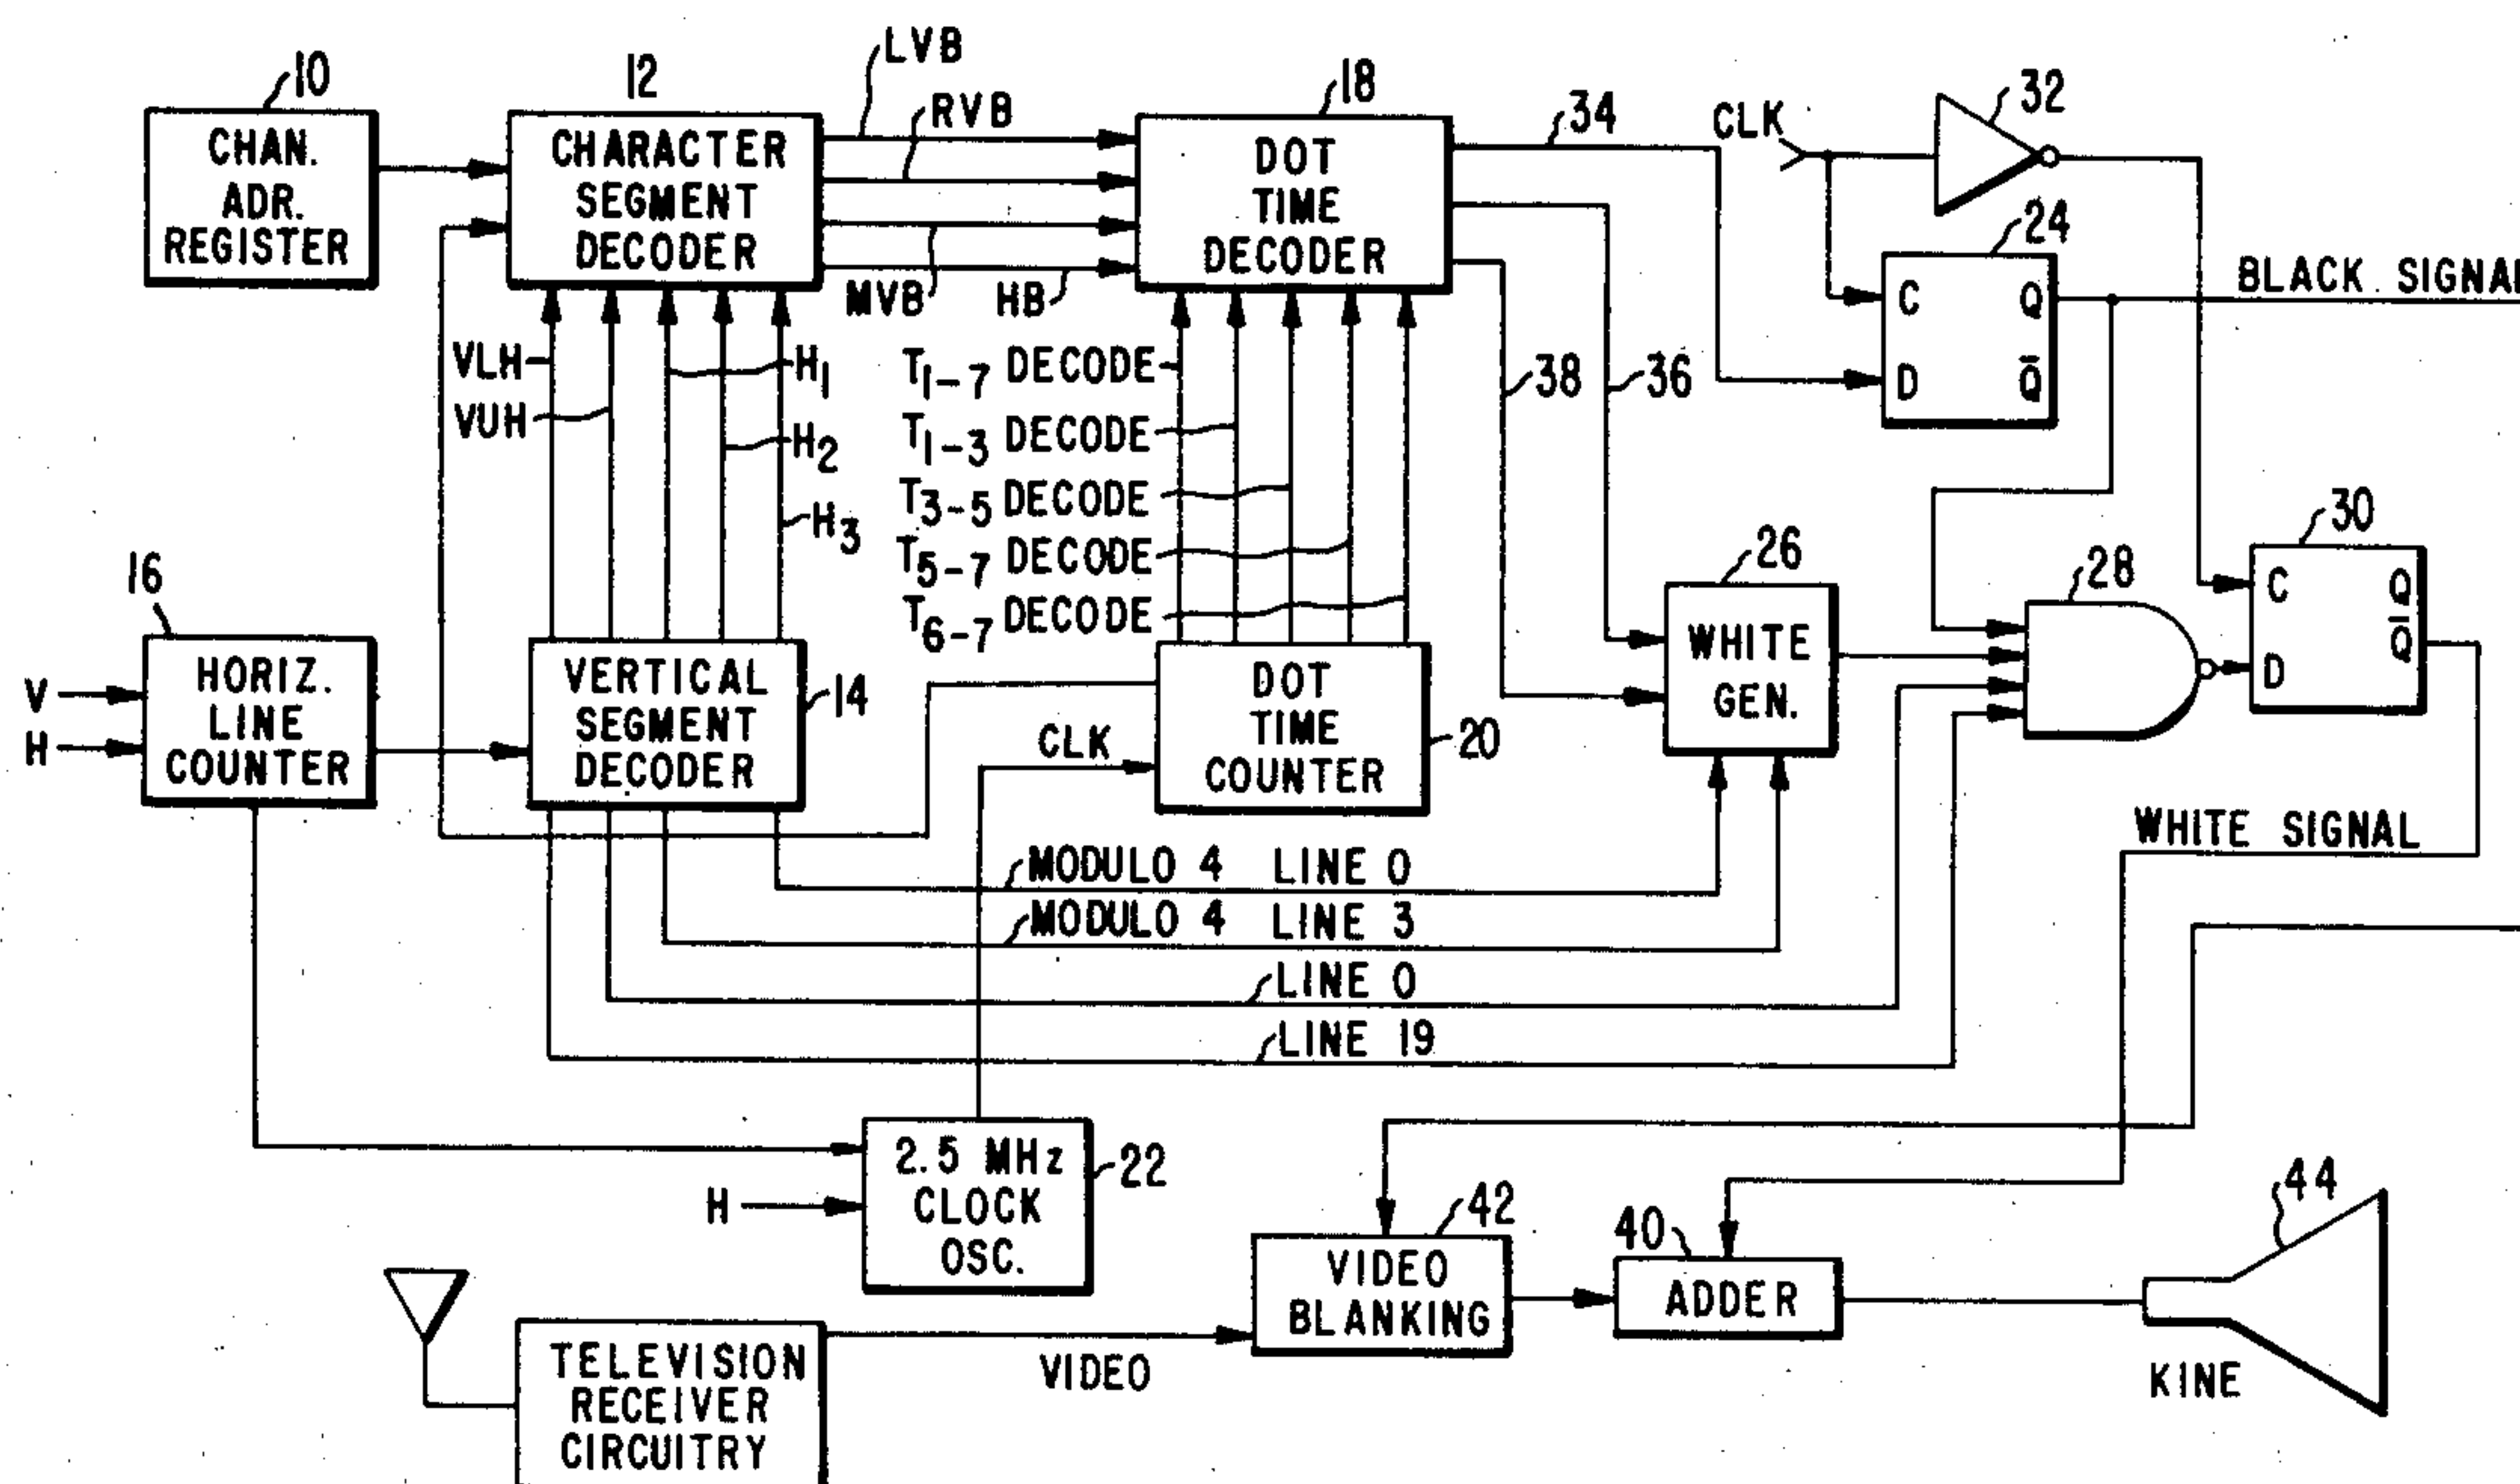 10
CHAN.
ADR.
REGISTER
12
CHARACTER
SEGMENT
DECODER
LVB
RVB
MVB
HB
18
DOT
TIME
DECODER
34
CLK
32
24
C
Q
D
Q̅
BLACK SIGNAL
VLH
VUH
H1
H2
H3
T1-7 DECODE
T1-3 DECODE
T3-5 DECODE
T5-7 DECODE
T6-7 DECODE
38
36
16
V
H
HORIZ.
LINE
COUNTER
VERTICAL
SEGMENT
DECODER
14
CLK
DOT
TIME
COUNTER
20
26
WHITE
GEN.
28
30
C
Q
Q̅
D
WHITE SIGNAL
MODULO 4 LINE 0
MODULO 4 LINE 3
LINE 0
LINE 19
H
2.5 MHz
CLOCK
OSC.
22
TELEVISION
RECEIVER
CIRCUITRY
VIDEO
42
VIDEO
BLANKING
40
ADDER
44
KINE